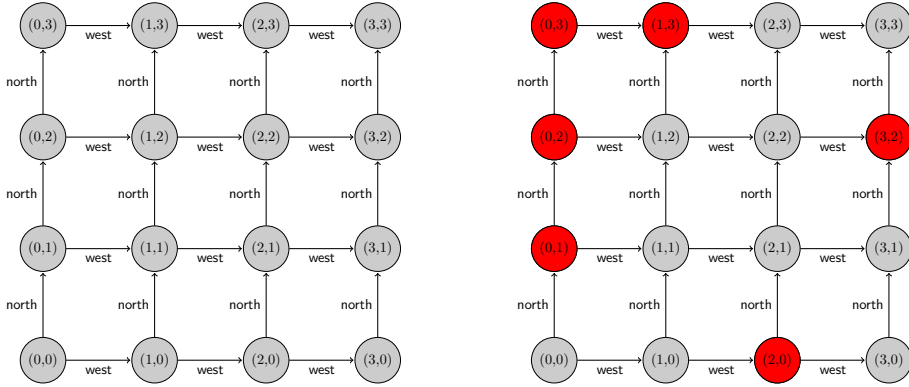 (0,3) (1,3) (2,3) (3,3) (0,3) (1,3) (2,3) (3,3)
west west west west west west
north north north north north north north north
(0,2) (1,2) (2,2) (3,2) (0,2) (1,2) (2,2) (3,2)
west west west west west west
north north north north north north north north
(0,1) (1,1) (2,1) (3,1) (0,1) (1,1) (2,1) (3,1)
west west west west west west
north north north north north north north north
(0,0) (1,0) (2,0) (3,0) (0,0) (1,0) (2,0) (3,0)
west west west west west west